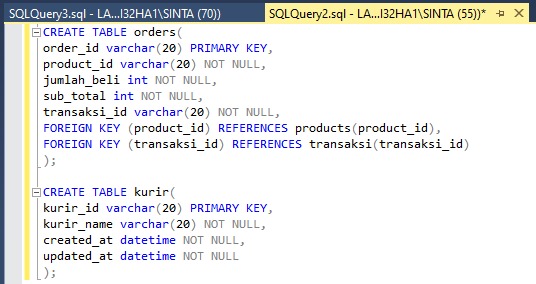 SQLQuery3.sql - LA...I32HA1\SINTA (70))
SQLQuery2.sql - LA...I32HA1\SINTA (55))*
CREATE TABLE orders(
order_id varchar(20) PRIMARY KEY,
product_id varchar(20) NOT NULL,
jumlah_beli int NOT NULL,
sub_total int NOT NULL,
transaksi_id varchar(20) NOT NULL,
FOREIGN KEY (product_id) REFERENCES products(product_id),
FOREIGN KEY (transaksi_id) REFERENCES transaksi(transaksi_id)
);
CREATE TABLE kurir(
kurir_id varchar(20) PRIMARY KEY,
kurir_name varchar(20) NOT NULL,
created_at datetime NOT NULL,
updated_at datetime NOT NULL
);